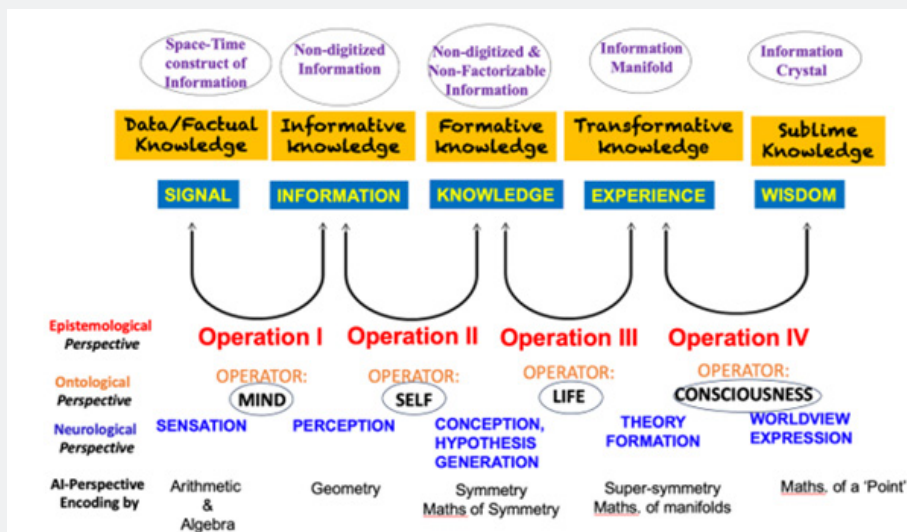 Space-Time
construct of
Information
Non-digitized
Information
Non-digitized &
Non-Factorizable
Information
Information
Manifold
Information
Crystal
Data/Factual
Knowledge
Informative
knowledge
Formative
knowledge
Transformative
knowledge
Sublime
Knowledge
SIGNAL
INFORMATION
KNOWLEDGE
EXPERIENCE
WISDOM
Epistemological
Perspective
Operation I
Operation II
Operation III
Operation IV
Ontological
Perspective
OPERATOR:
MIND
OPERATOR:
SELF
OPERATOR:
LIFE
OPERATOR:
CONSCIOUSNESS
Neurological
Perspective
SENSATION
PERCEPTION
CONCEPTION,
HYPOTHESIS
GENERATION
THEORY
FORMATION
WORLDVIEW
EXPRESSION
AI-Perspective
Encoding by
Arithmetic
&
Algebra
Geometry
Symmetry
Maths of Symmetry
Super-symmetry
Maths. of manifolds
Maths. of a 'Point'